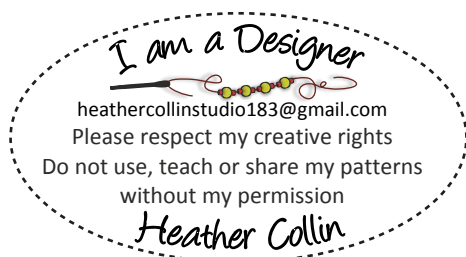 I am a Designer
heathercollinstudio183@gmail.com
Please respect my creative rights
Do not use, teach or share my patterns
without my permission
Heather Collin